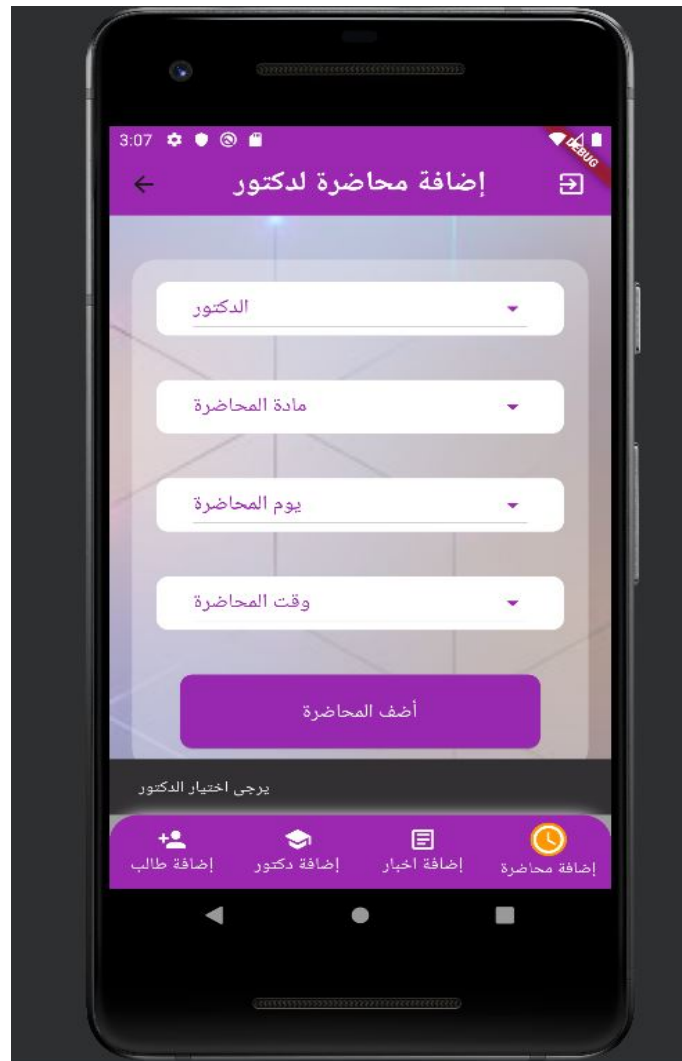 3:07
DEBUG
إضافة محاضرة لدكتور
الدكتور
مادة المحاضرة
يوم المحاضرة
وقت المحاضرة
أضف المحاضرة
يرجى اختيار الدكتور
إضافة محاضرة
إضافة اخبار
إضافة دكتور
إضافة طالب